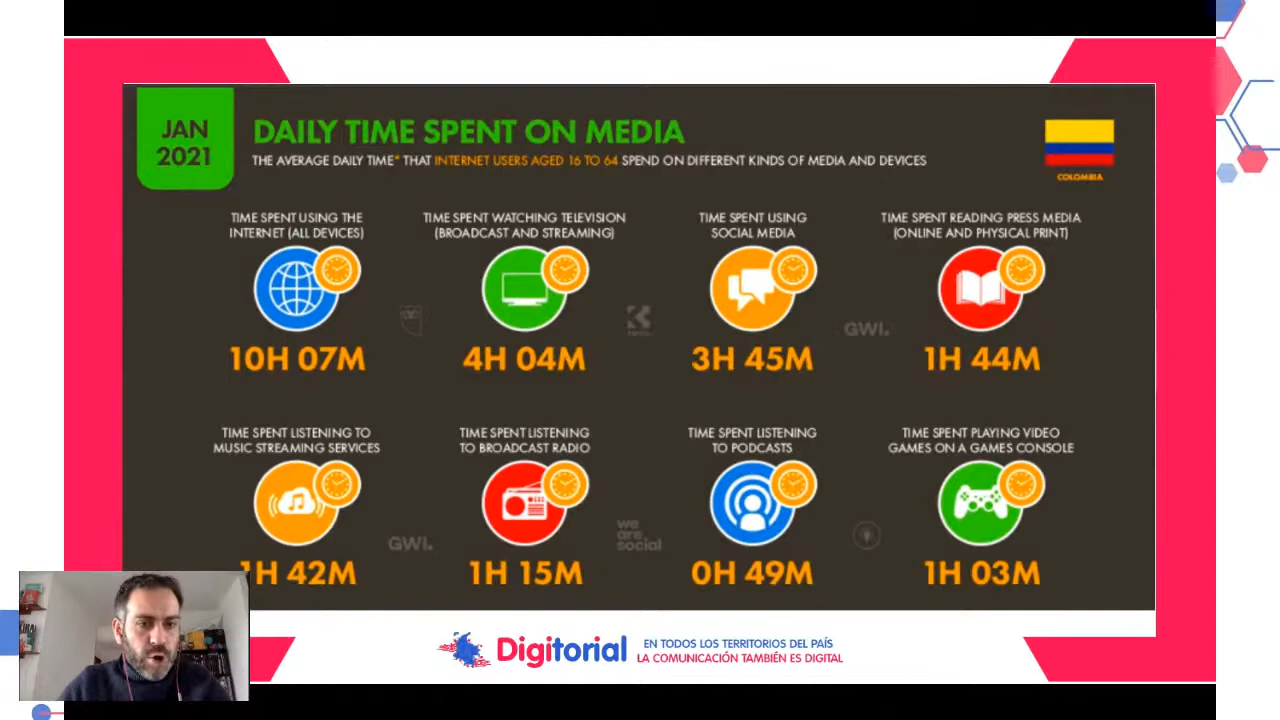 JAN
2021
DAILY TIME SPENT ON MEDIA
THE AVERAGE DAILY TIME* THAT INTERNET USERS AGED 16 TO 64 SPEND ON DIFFERENT KINDS OF MEDIA AND DEVICES
COLOMBIA
TIME SPENT USING THE
INTERNET (ALL DEVICES)
10H 07M
TIME SPENT WATCHING TELEVISION
(BROADCAST AND STREAMING)
4H 04M
TIME SPENT USING
SOCIAL MEDIA
3H 45M
TIME SPENT READING PRESS MEDIA
(ONLINE AND PHYSICAL PRINT)
1H 44M
GWI.
TIME SPENT LISTENING TO
MUSIC STREAMING SERVICES
1H 42M
TIME SPENT LISTENING
TO BROADCAST RADIO
1H 15M
TIME SPENT LISTENING
TO PODCASTS
0H 49M
TIME SPENT PLAYING VIDEO
GAMES ON A GAMES CONSOLE
1H 03M
GWI.
we
are.
social
Digitorial
EN TODOS LOS TERRITORIOS DEL PAÍS
LA COMUNICACIÓN TAMBIÉN ES DIGITAL